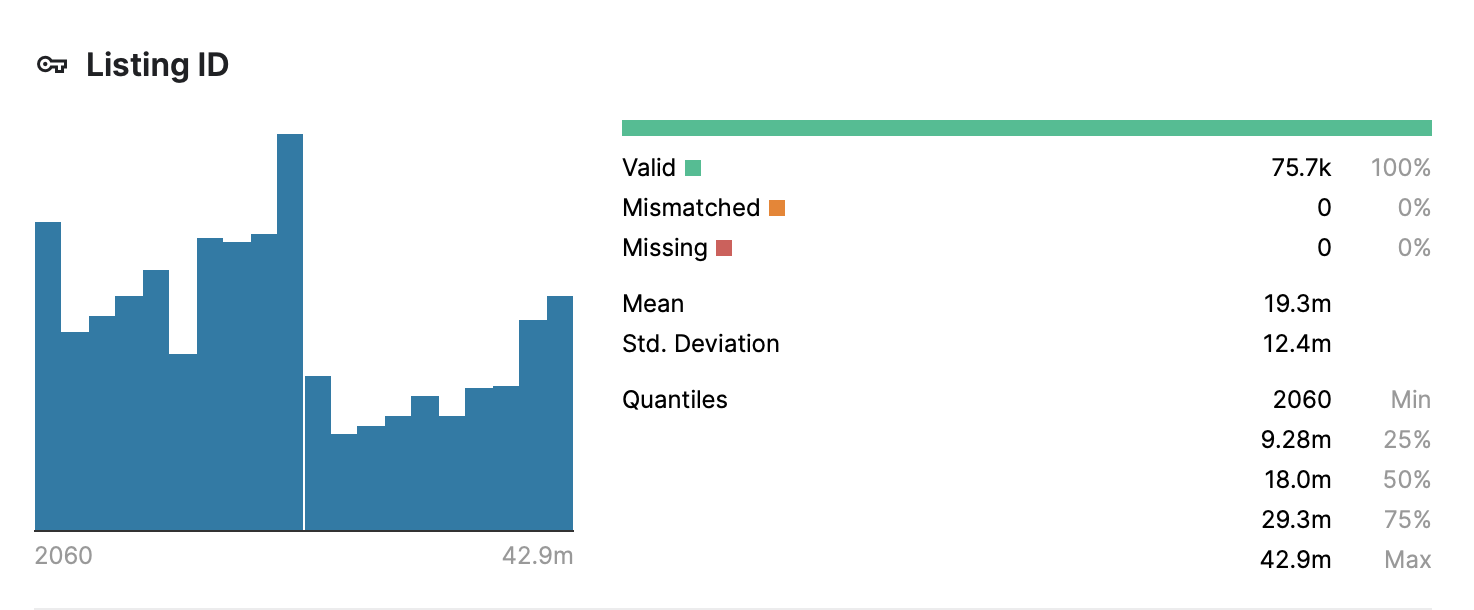 Listing ID
Valid 75.7k 100%
Mismatched 0 0%
Missing 0 0%
Mean 19.3m
Std. Deviation 12.4m
Quantiles 2060 Min
9.28m 25%
18.0m 50%
29.3m 75%
42.9m Max
2060 42.9m